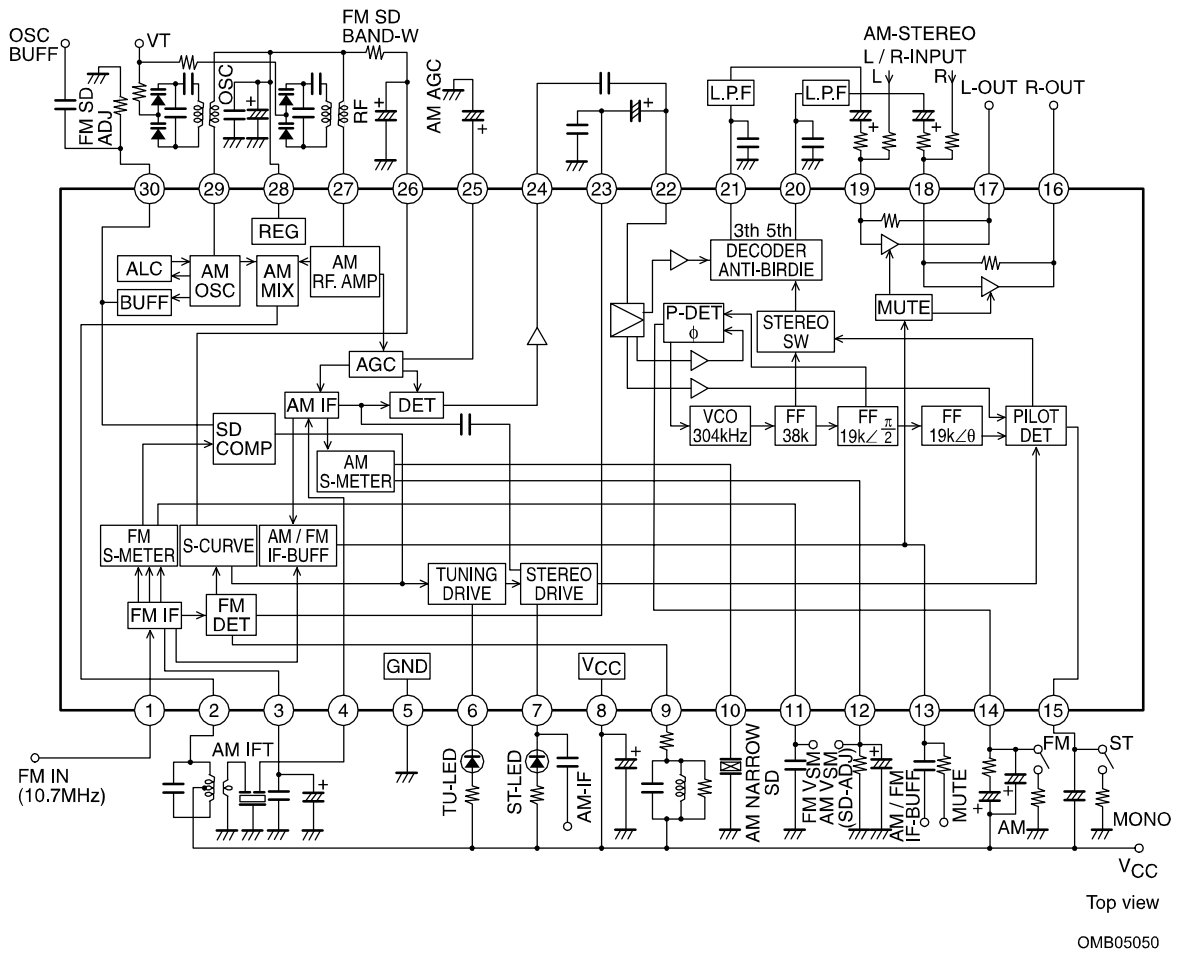 OSC
BUFF
VT
FM SD
ADJ
OSC
FM SD
BAND-W
RF
AM AGC
L.P.F
L.P.F
AM-STEREO
L / R-INPUT
L
R
L-OUT R-OUT
30
29
28
27
26
25
24
23
22
21
20
19
18
17
16
REG
ALC
AM
OSC
AM
MIX
AM
RF. AMP
BUFF
3th 5th
DECODER
ANTI-BIRDIE
P-DET
ϕ
STEREO
SW
MUTE
AGC
AM IF
DET
VCO
304kHz
FF
38k
FF
19k∠π/2
FF
19k∠θ
PILOT
DET
SD
COMP
AM
S-METER
FM
S-METER
S-CURVE
AM / FM
IF-BUFF
TUNING
DRIVE
STEREO
DRIVE
FM IF
FM
DET
GND
VCC
1
2
3
4
5
6
7
8
9
10
11
12
13
14
15
FM IN
(10.7MHz)
AM IFT
TU-LED
ST-LED
AM-IF
AM NARROW
SD
FM VSM
AM VSM
(SD-ADJ)
AM / FM
IF-BUFF
MUTE
FM
AM
ST
MONO
VCC
Top view
OMB05050